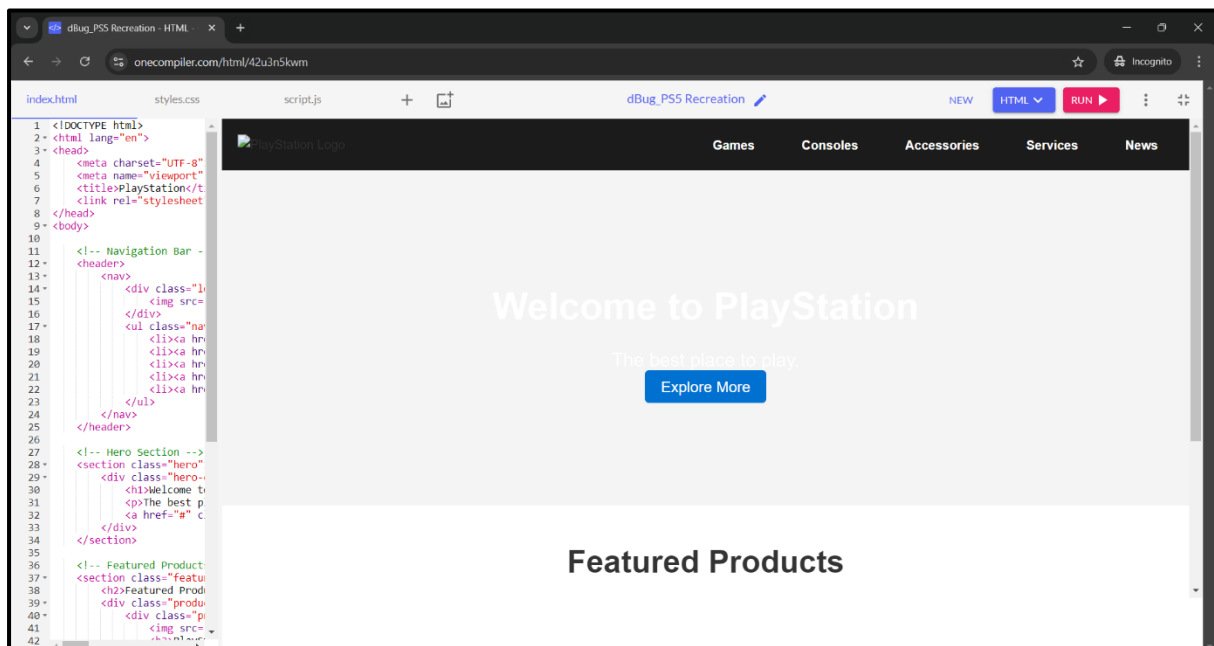 dBug_PS5 Recreation - HTML -
onecompiler.com/html/42u3n5kwm
Incognito
index.html
styles.css
script.js
dBug_PS5 Recreation
NEW
HTML
RUN
1 <!DOCTYPE html>
2 <html lang="en">
3 <head>
4 <meta charset="UTF-8"
5 <meta name="viewport"
6 <title>PlayStation</t
7 <link rel="stylesheet
8 </head>
9 <body>
10
11 <!-- Navigation Bar -
12 <header>
13 <nav>
14 <div class="l
15 <img src=
16 </div>
17 <ul class="na
18 <li><a hr
19 <li><a hr
20 <li><a hr
21 <li><a hr
22 <li><a hr
23 </ul>
24 </nav>
25 </header>
26
27 <!-- Hero Section -->
28 <section class="hero"
29 <div class="hero-
30 <h1>Welcome t
31 <p>The best p
32 <a href="#" c
33 </div>
34 </section>
35
36 <!-- Featured Product
37 <section class="featu
38 <h2>Featured Prod
39 <div class="produ
40 <div class="p
41 <img src=
42
PlayStation Logo
Games
Consoles
Accessories
Services
News
Welcome to PlayStation
The best place to play.
Explore More
Featured Products